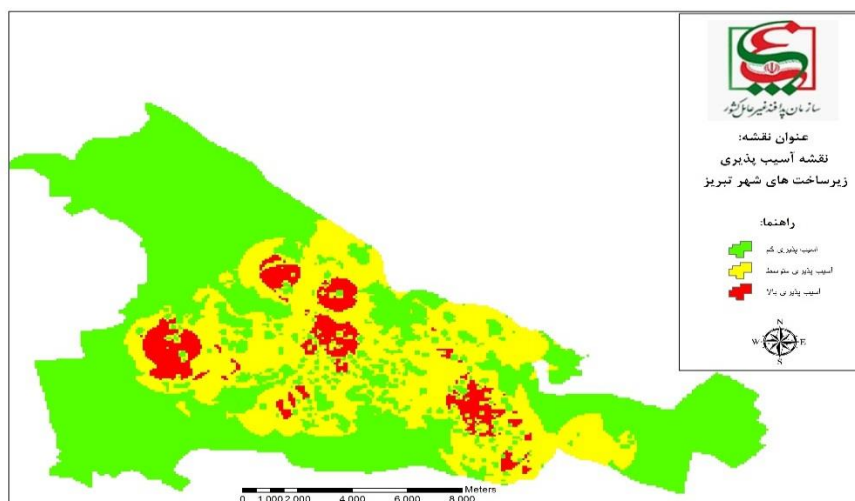 سازمان پدافند غیرعامل کشور
عنوان نقشه:
نقشه آسیب پذیری
زیرساخت های شهر تبریز
راهنما:
آسیب پذیری کم
آسیب پذیری متوسط
آسیب پذیری بالا
N
W E
S
Meters
0 1,000 2,000 4,000 6,000 8,000